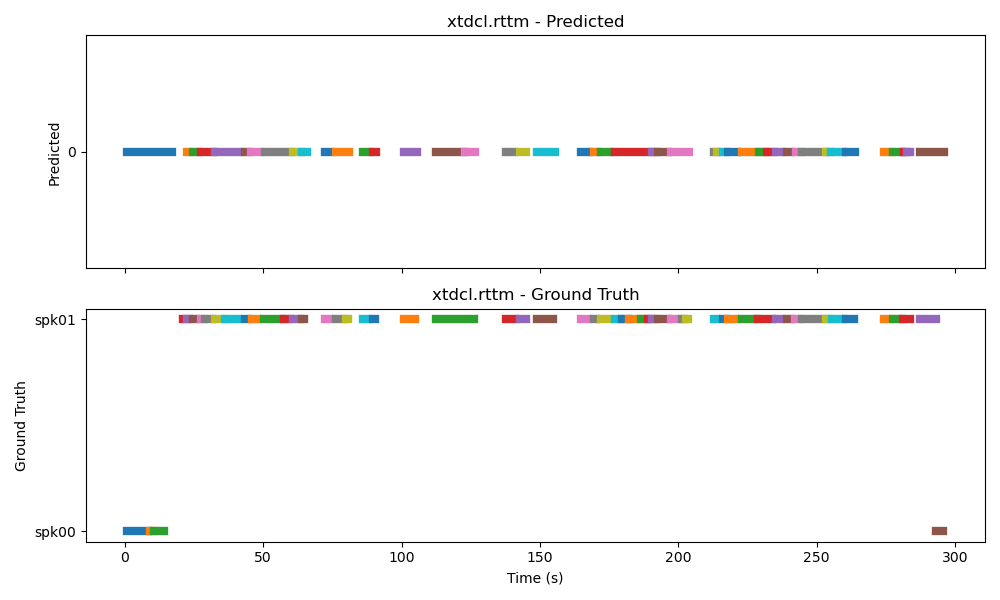 xtdcl.rttm - Predicted
Predicted
0
xtdcl.rttm - Ground Truth
Ground Truth
spk01
spk00
0 50 100 150 200 250 300
Time (s)